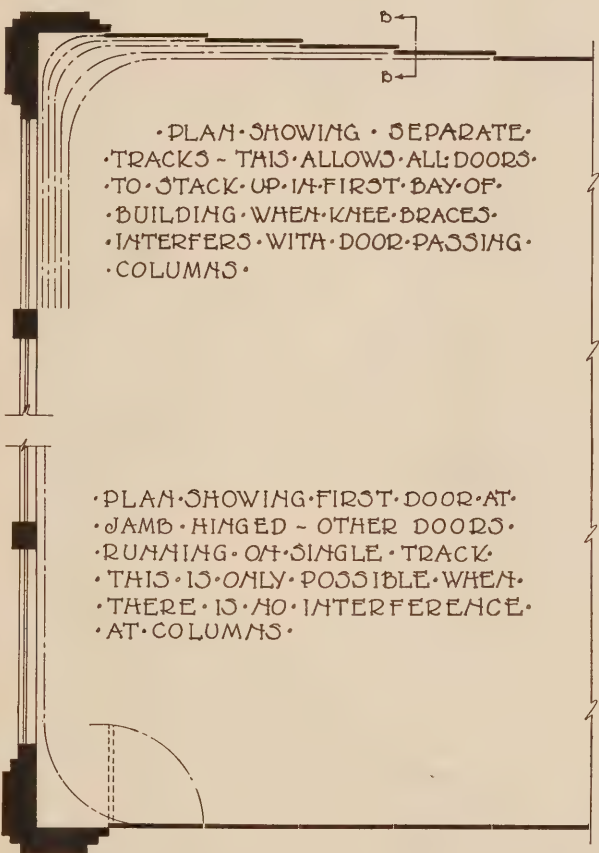 B
B
·PLAN·SHOWING·SEPARATE·
·TRACKS~THIS·ALLOWS·ALL·DOORS·
·TO·STACK·UP·IN·FIRST·BAY·OF·
·BUILDING·WHEN·KNEE·BRACES·
·INTERFERS·WITH·DOOR·PASSING·
·COLUMNS·
·PLAN·SHOWING·FIRST·DOOR·AT·
·JAMB·HINGED~OTHER DOORS·
·RUNNING·ON·SINGLE·TRACK·
·THIS·IS·ONLY·POSSIBLE·WHEN·
·THERE·IS·NO·INTERFERENCE·
·AT·COLUMNS·